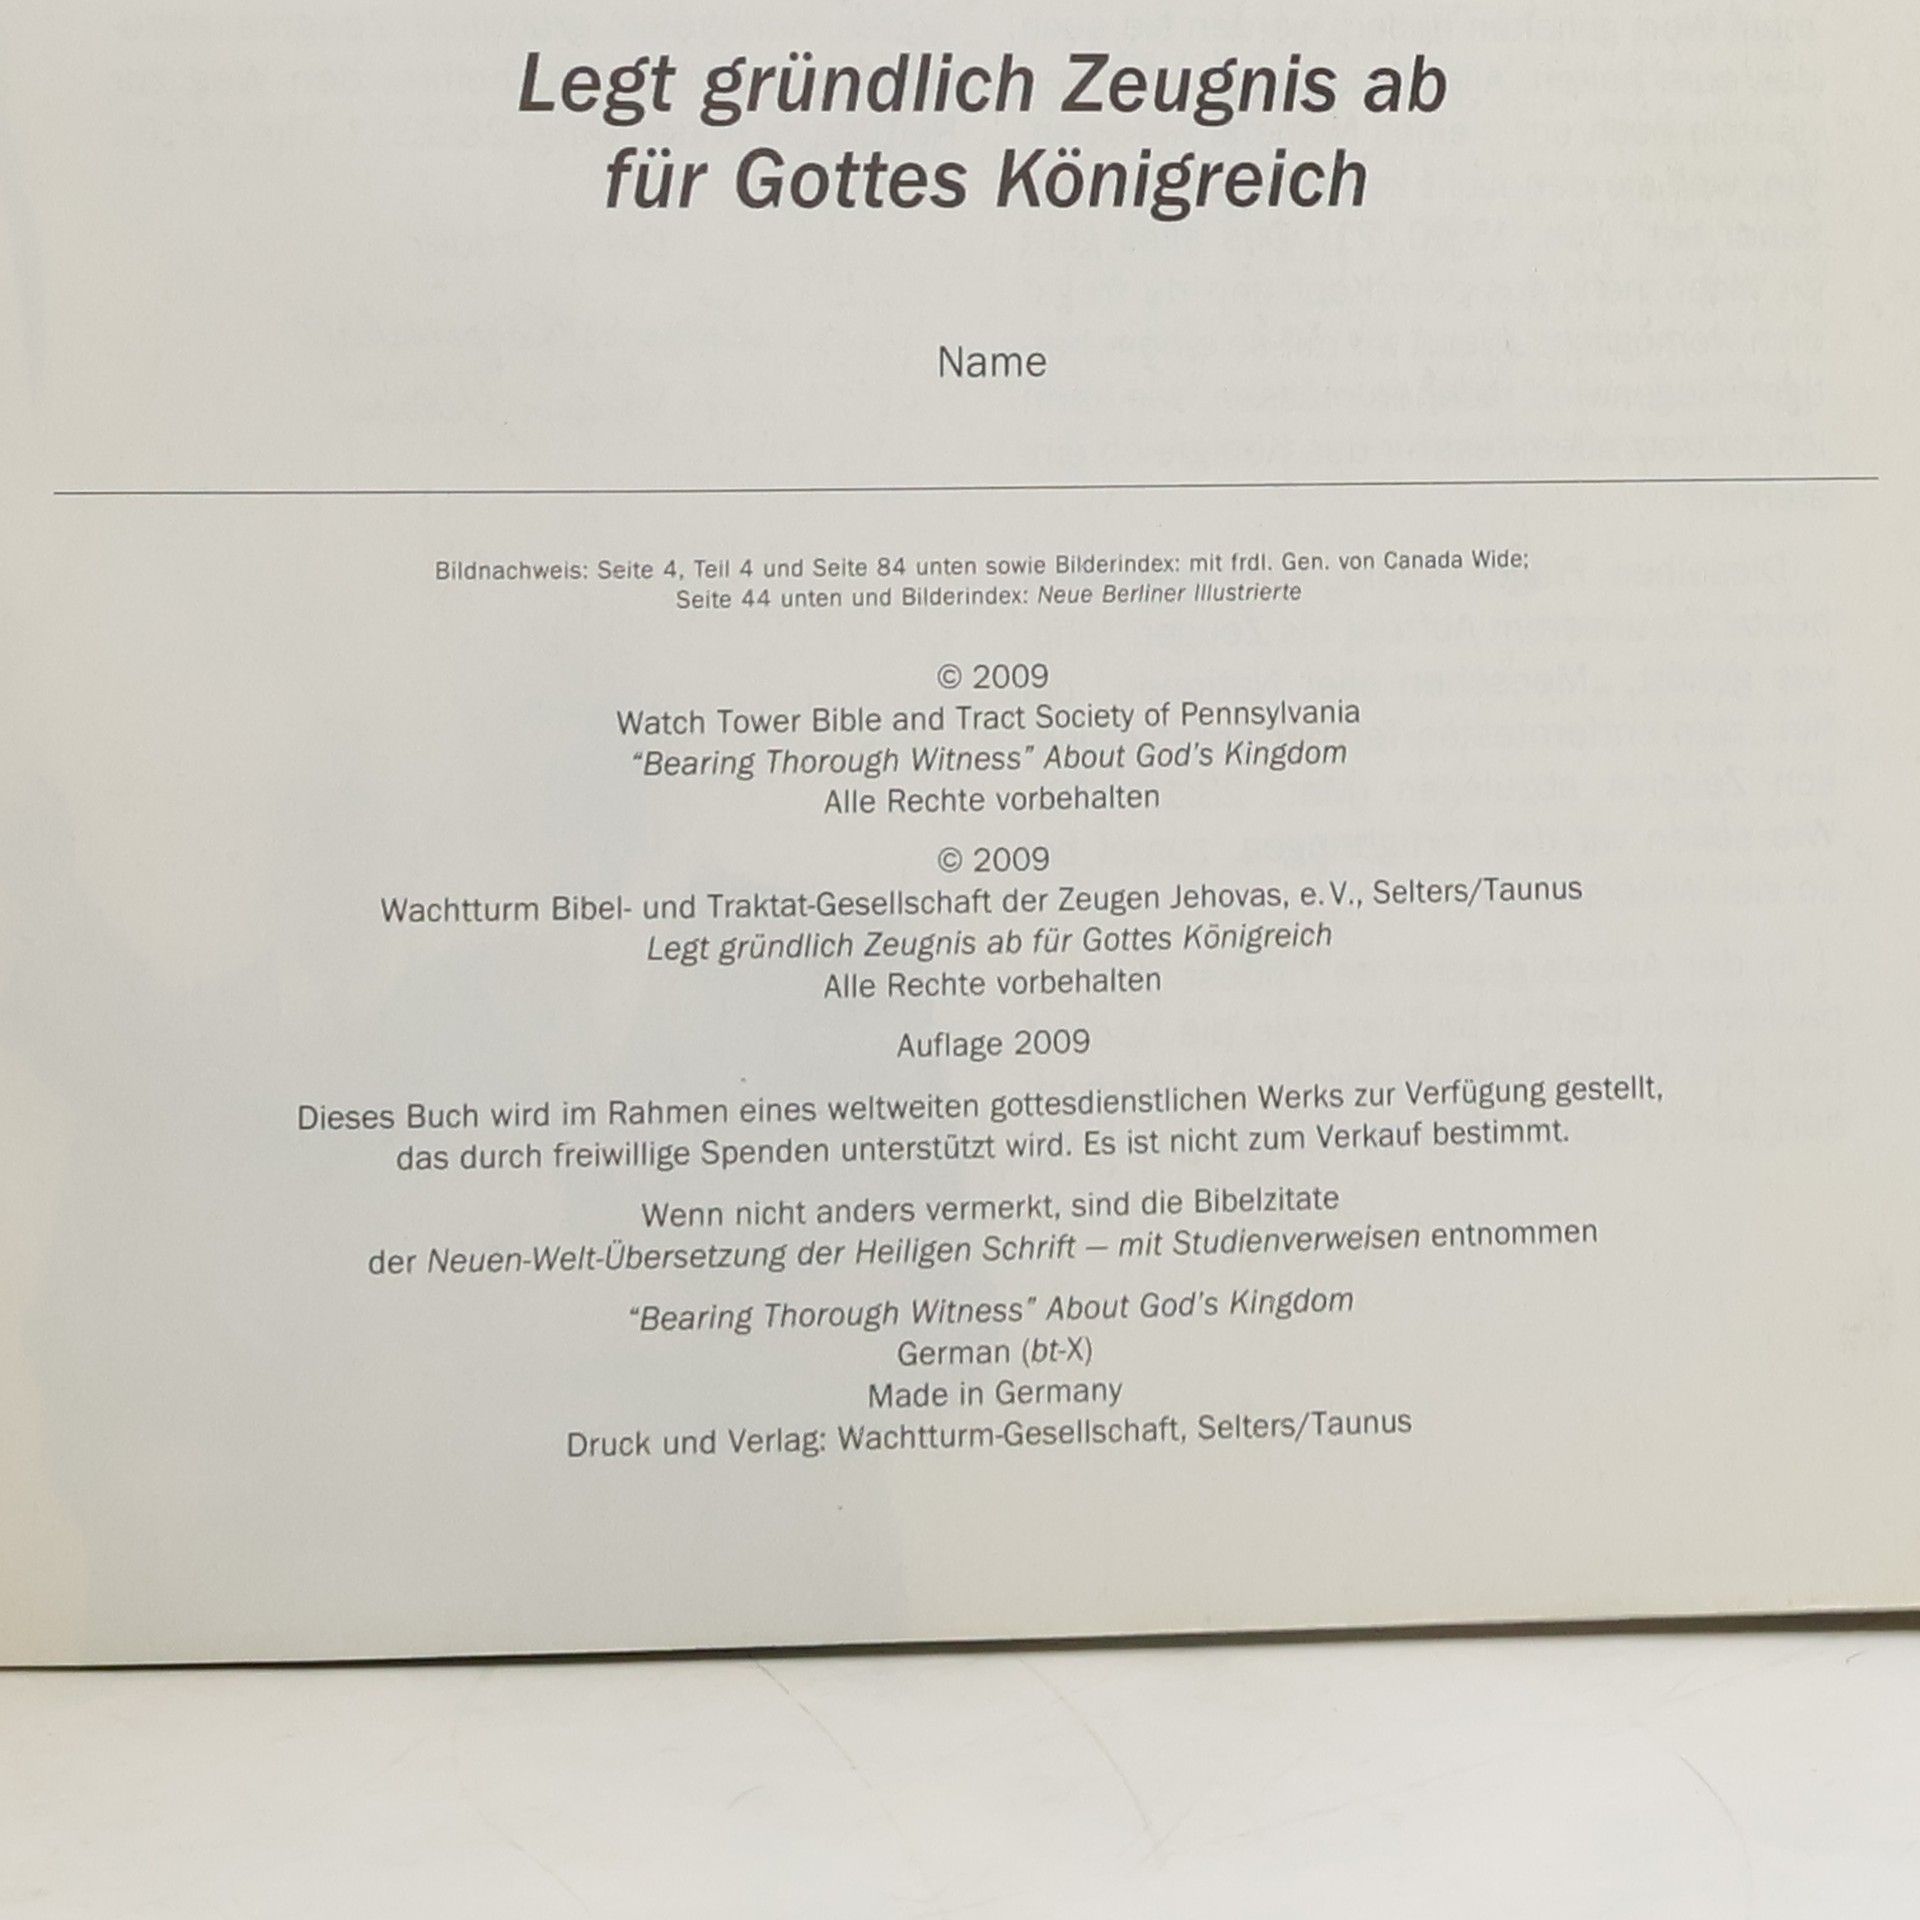 Legt gründlich Zeugnis ab
für Gottes Königreich
Name
Bildnachweis: Seite 4, Teil 4 und Seite 84 unten sowie Bilderindex: mit frdl. Gen. von Canada Wide;
Seite 44 unten und Bilderindex: Neue Berliner Illustrierte
© 2009
Watch Tower Bible and Tract Society of Pennsylvania
“Bearing Thorough Witness” About God's Kingdom
Alle Rechte vorbehalten
© 2009
Wachtturm Bibel- und Traktat-Gesellschaft der Zeugen Jehovas, e. V., Selters/Taunus
Legt gründlich Zeugnis ab für Gottes Königreich
Alle Rechte vorbehalten
Auflage 2009
Dieses Buch wird im Rahmen eines weltweiten gottesdienstlichen Werks zur Verfügung gestellt,
das durch freiwillige Spenden unterstützt wird. Es ist nicht zum Verkauf bestimmt.
Wenn nicht anders vermerkt, sind die Bibelzitate
der Neuen-Welt-Übersetzung der Heiligen Schrift — mit Studienverweisen entnommen
“Bearing Thorough Witness” About God's Kingdom
German (bt-X)
Made in Germany
Druck und Verlag: Wachtturm-Gesellschaft, Selters/Taunus